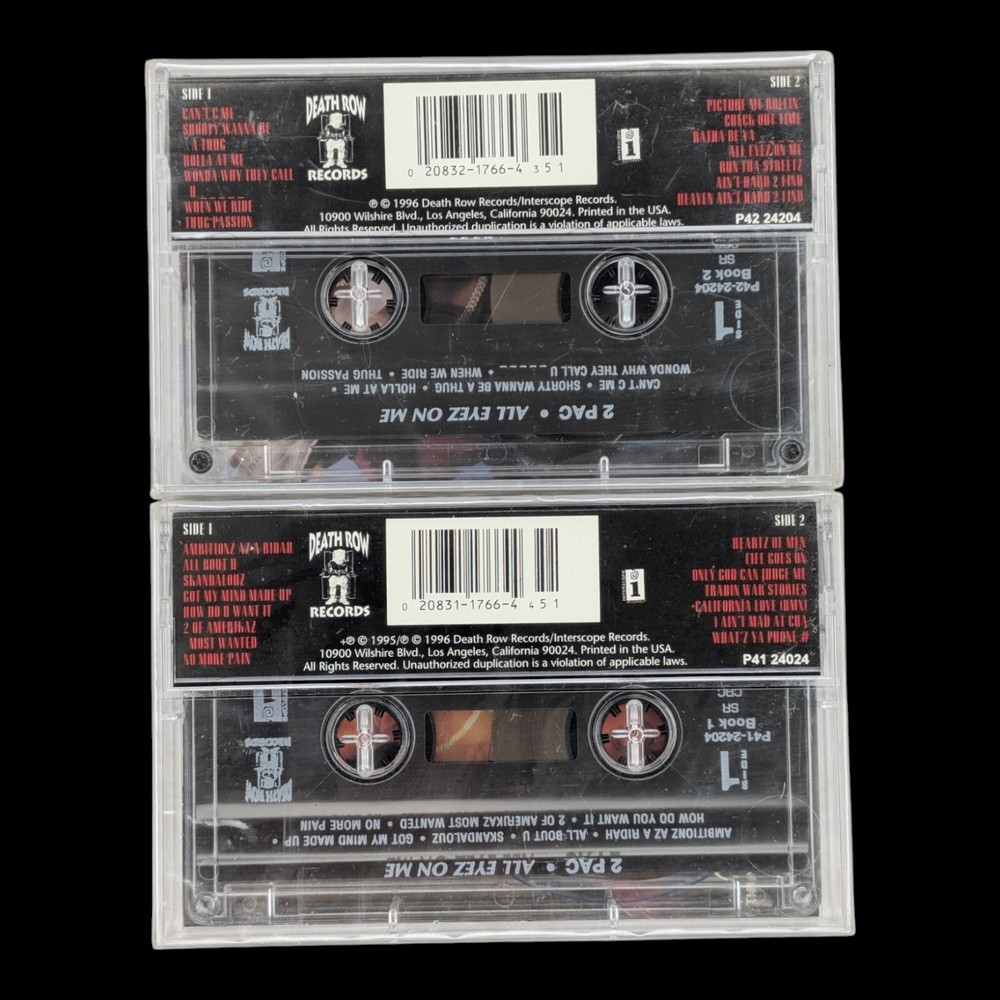 SIDE 1
CAN'T C ME
SHORTY WANNA BE
A THUG
HOLLA AT ME
WONDA WHY THEY CALL
U _ _ _ _ _
WHEN WE RIDE
THUG PASSION
DEATH ROW
RECORDS
0 20832-1766-4 351
i
SIDE 2
PICTURE ME ROLLIN'
CHECK OUT TIME
RATHA BE YA _ _ _
ALL EYEZ ON ME
RUN THA STREETZ
AIN'T HARD 2 FIND
HEAVEN AIN'T HARD 2 FIND
P42 24204
℗ © 1996 Death Row Records/Interscope Records.
10900 Wilshire Blvd., Los Angeles, California 90024. Printed in the USA.
All Rights Reserved. Unauthorized duplication is a violation of applicable laws.
P42-24204
Book 2
SR
SIDE
1
DEATH ROW
RECORDS
2 PAC • ALL EYEZ ON ME
CAN'T C ME • SHORTY WANNA BE A THUG • HOLLA AT ME •
WONDA WHY THEY CALL U _ _ _ _ _ • WHEN WE RIDE • THUG PASSION
SIDE 1
AMBITIONZ AZ A RIDAH
ALL BOUT U
SKANDALOUZ
GOT MY MIND MADE UP
HOW DO U WANT IT
2 OF AMERIKAZ
MOST WANTED
NO MORE PAIN
DEATH ROW
RECORDS
0 20831-1766-4 451
i
SIDE 2
HEARTZ OF MEN
LIFE GOES ON
ONLY GOD CAN JUDGE ME
TRADIN WAR STORIES
+CALIFORNIA LOVE (RMX)
I AIN'T MAD AT CHA
WHAT'Z YA PHONE #
P41 24024
+℗ © 1995/℗ © 1996 Death Row Records/Interscope Records.
10900 Wilshire Blvd., Los Angeles, California 90024. Printed in the USA.
All Rights Reserved. Unauthorized duplication is a violation of applicable laws.
P41-24204
Book 1
SR
CRC
SIDE
1
DEATH ROW
RECORDS
2 PAC • ALL EYEZ ON ME
AMBITIONZ AZ A RIDAH • ALL BOUT U • SKANDALOUZ • GOT MY MIND MADE UP •
HOW DO YOU WANT IT • 2 OF AMERIKAZ MOST WANTED • NO MORE PAIN